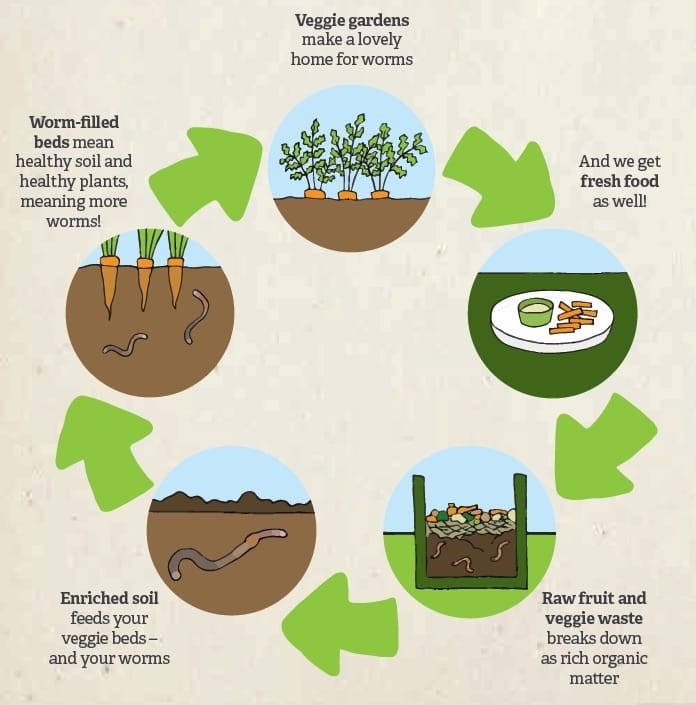 Veggie gardens
make a lovely
home for worms
And we get
fresh food
as well!
Raw fruit and
veggie waste
breaks down
as rich organic
matter
Enriched soil
feeds your
veggie beds –
and your worms
Worm-filled
beds mean
healthy soil and
healthy plants,
meaning more
worms!